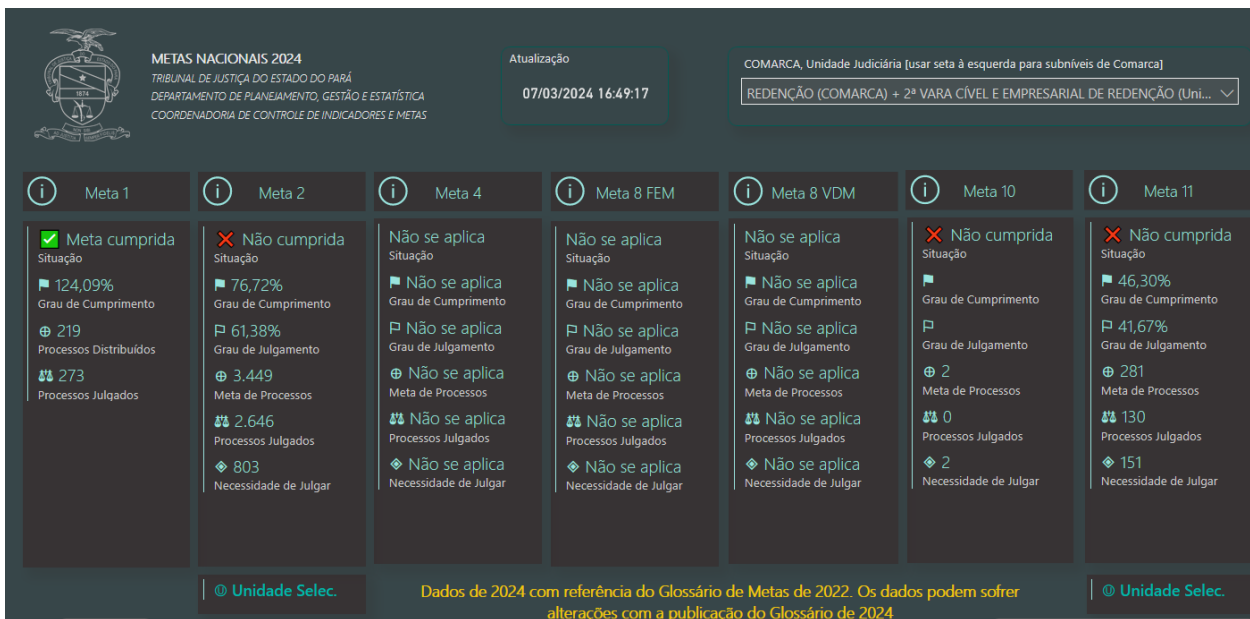 METAS NACIONAIS 2024
TRIBUNAL DE JUSTIÇA DO ESTADO DO PARÁ
DEPARTAMENTO DE PLANEJAMENTO, GESTÃO E ESTATÍSTICA
COORDENADORIA DE CONTROLE DE INDICADORES E METAS
1874
Atualização
07/03/2024 16:49:17
COMARCA, Unidade Judiciária [usar seta à esquerda para subníveis de Comarca]
REDENÇÃO (COMARCA) + 2ª VARA CÍVEL E EMPRESARIAL DE REDENÇÃO (Uni...
Meta 1
Meta cumprida
Situação
124,09%
Grau de Cumprimento
219
Processos Distribuídos
273
Processos Julgados
Meta 2
Não cumprida
Situação
76,72%
Grau de Cumprimento
61,38%
Grau de Julgamento
3.449
Meta de Processos
2.646
Processos Julgados
803
Necessidade de Julgar
Unidade Selec.
Meta 4
Não se aplica
Situação
Não se aplica
Grau de Cumprimento
Não se aplica
Grau de Julgamento
Não se aplica
Meta de Processos
Não se aplica
Processos Julgados
Não se aplica
Necessidade de Julgar
Meta 8 FEM
Não se aplica
Situação
Não se aplica
Grau de Cumprimento
Não se aplica
Grau de Julgamento
Não se aplica
Meta de Processos
Não se aplica
Processos Julgados
Não se aplica
Necessidade de Julgar
Meta 8 VDM
Não se aplica
Situação
Não se aplica
Grau de Cumprimento
Não se aplica
Grau de Julgamento
Não se aplica
Meta de Processos
Não se aplica
Processos Julgados
Não se aplica
Necessidade de Julgar
Meta 10
Não cumprida
Situação
Grau de Cumprimento
Grau de Julgamento
2
Meta de Processos
0
Processos Julgados
2
Necessidade de Julgar
Meta 11
Não cumprida
Situação
46,30%
Grau de Cumprimento
41,67%
Grau de Julgamento
281
Meta de Processos
130
Processos Julgados
151
Necessidade de Julgar
Unidade Selec.
Dados de 2024 com referência do Glossário de Metas de 2022. Os dados podem sofrer
alterações com a publicação do Glossário de 2024